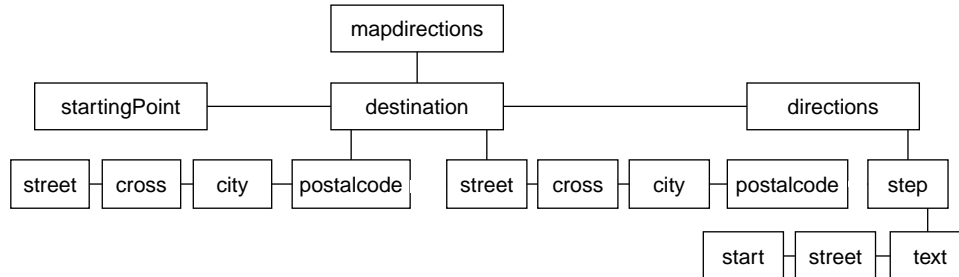 mapdirections
startingPoint destination directions
street cross city postalcode street cross city postalcode step
start street text